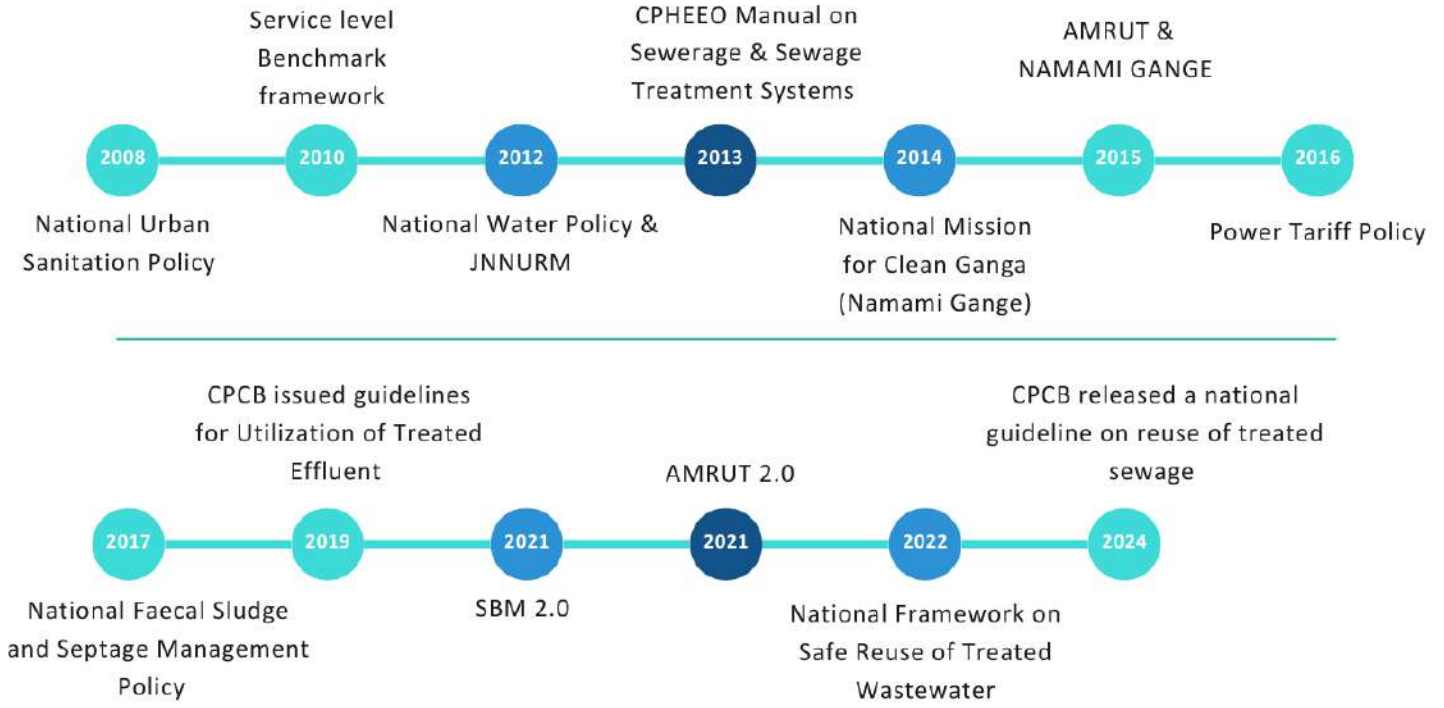 Service level
Benchmark
framework
CPHEEO Manual on
Sewerage & Sewage
Treatment Systems
AMRUT &
NAMAMI GANGE
2008
2010
2012
2013
2014
2015
2016
National Urban
Sanitation Policy
National Water Policy &
JNNURM
National Mission
for Clean Ganga
(Namami Gange)
Power Tariff Policy
CPCB issued guidelines
for Utilization of Treated
Effluent
AMRUT 2.0
CPCB released a national
guideline on reuse of treated
sewage
2017
2019
2021
2021
2022
2024
National Faecal Sludge
and Septage Management
Policy
SBM 2.0
National Framework on
Safe Reuse of Treated
Wastewater